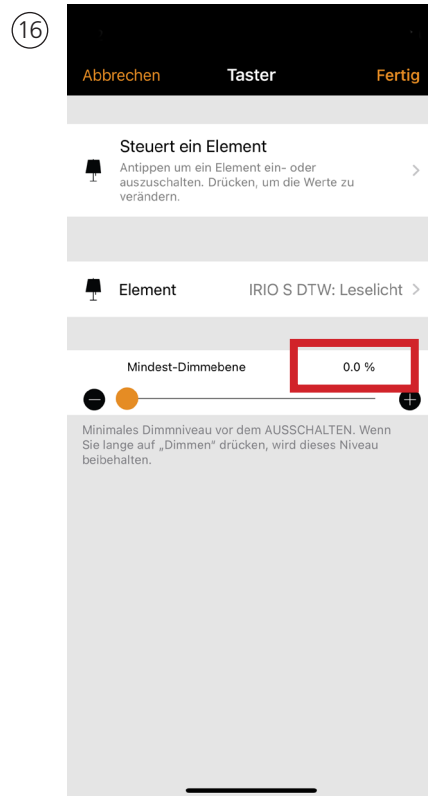 16
Abbrechen Taster Fertig
Steuert ein Element
Antippen um ein Element ein- oder
auszuschalten. Drücken, um die Werte zu
verändern.
Element IRIO S DTW: Leselicht
Mindest-Dimmebene 0.0 %
Minimales Dimmniveau vor dem AUSSCHALTEN. Wenn
Sie lange auf „Dimmen" drücken, wird dieses Niveau
beibehalten.